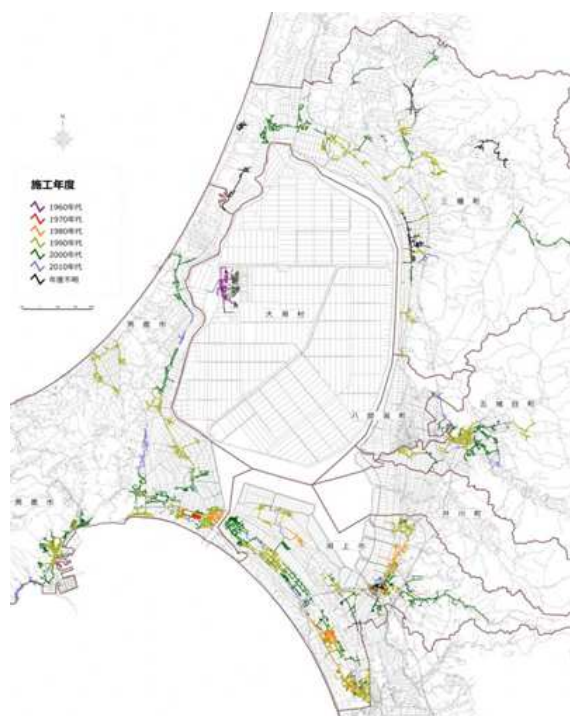 N
施工年度
1960年代
1970年代
1980年代
1990年代
2000年代
2010年代
年度不明
三種町
大潟村
男鹿市
八郎潟町
五城目町
井川町
男鹿市
潟上市